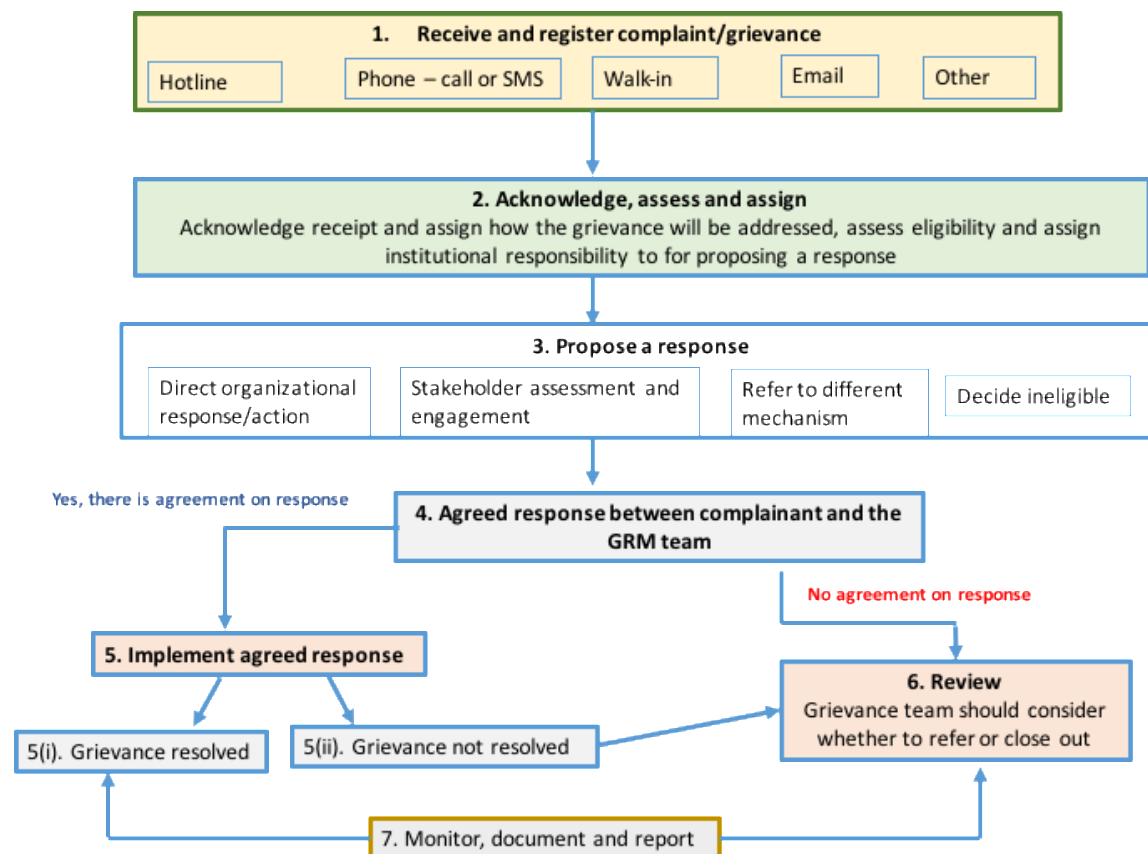 1. Receive and register complaint/grievance
Hotline
Phone – call or SMS
Walk-in
Email
Other
2. Acknowledge, assess and assign
Acknowledge receipt and assign how the grievance will be addressed, assess eligibility and assign
institutional responsibility to for proposing a response
3. Propose a response
Direct organizational
response/action
Stakeholder assessment and
engagement
Refer to different
mechanism
Decide ineligible
Yes, there is agreement on response
4. Agreed response between complainant and the
GRM team
No agreement on response
5. Implement agreed response
6. Review
Grievance team should consider
whether to refer or close out
5(i). Grievance resolved
5(ii). Grievance not resolved
7. Monitor, document and report